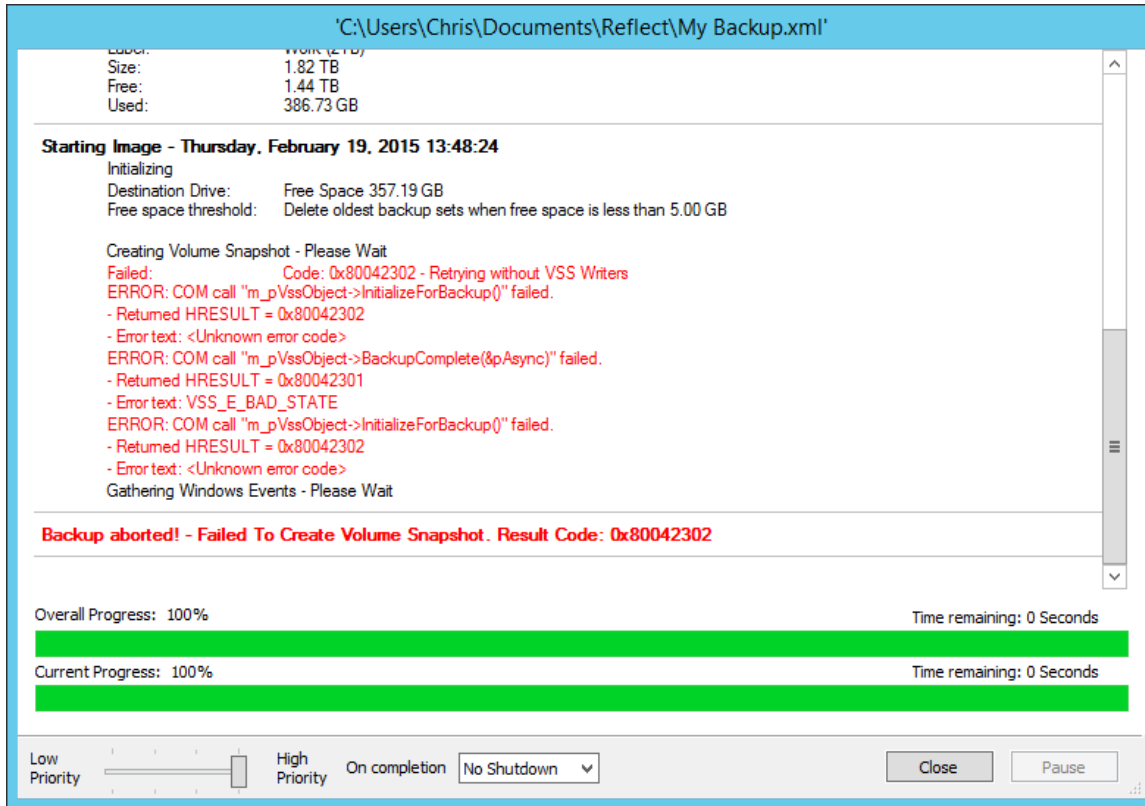 'C:\Users\Chris\Documents\Reflect\My Backup.xml'
Label: Work (2TB)
Size: 1.82 TB
Free: 1.44 TB
Used: 386.73 GB
Starting Image - Thursday, February 19, 2015 13:48:24
Initializing
Destination Drive: Free Space 357.19 GB
Free space threshold: Delete oldest backup sets when free space is less than 5.00 GB
Creating Volume Snapshot - Please Wait
Failed: Code: 0x80042302 - Retrying without VSS Writers
ERROR: COM call "m_pVssObject->InitializeForBackup()" failed.
- Returned HRESULT = 0x80042302
- Error text: <Unknown error code>
ERROR: COM call "m_pVssObject->BackupComplete(&pAsync)" failed.
- Returned HRESULT = 0x80042301
- Error text: VSS_E_BAD_STATE
ERROR: COM call "m_pVssObject->InitializeForBackup()" failed.
- Returned HRESULT = 0x80042302
- Error text: <Unknown error code>
Gathering Windows Events - Please Wait
Backup aborted! - Failed To Create Volume Snapshot. Result Code: 0x80042302
Overall Progress: 100% Time remaining: 0 Seconds
Current Progress: 100% Time remaining: 0 Seconds
Low Priority High Priority On completion No Shutdown Close Pause